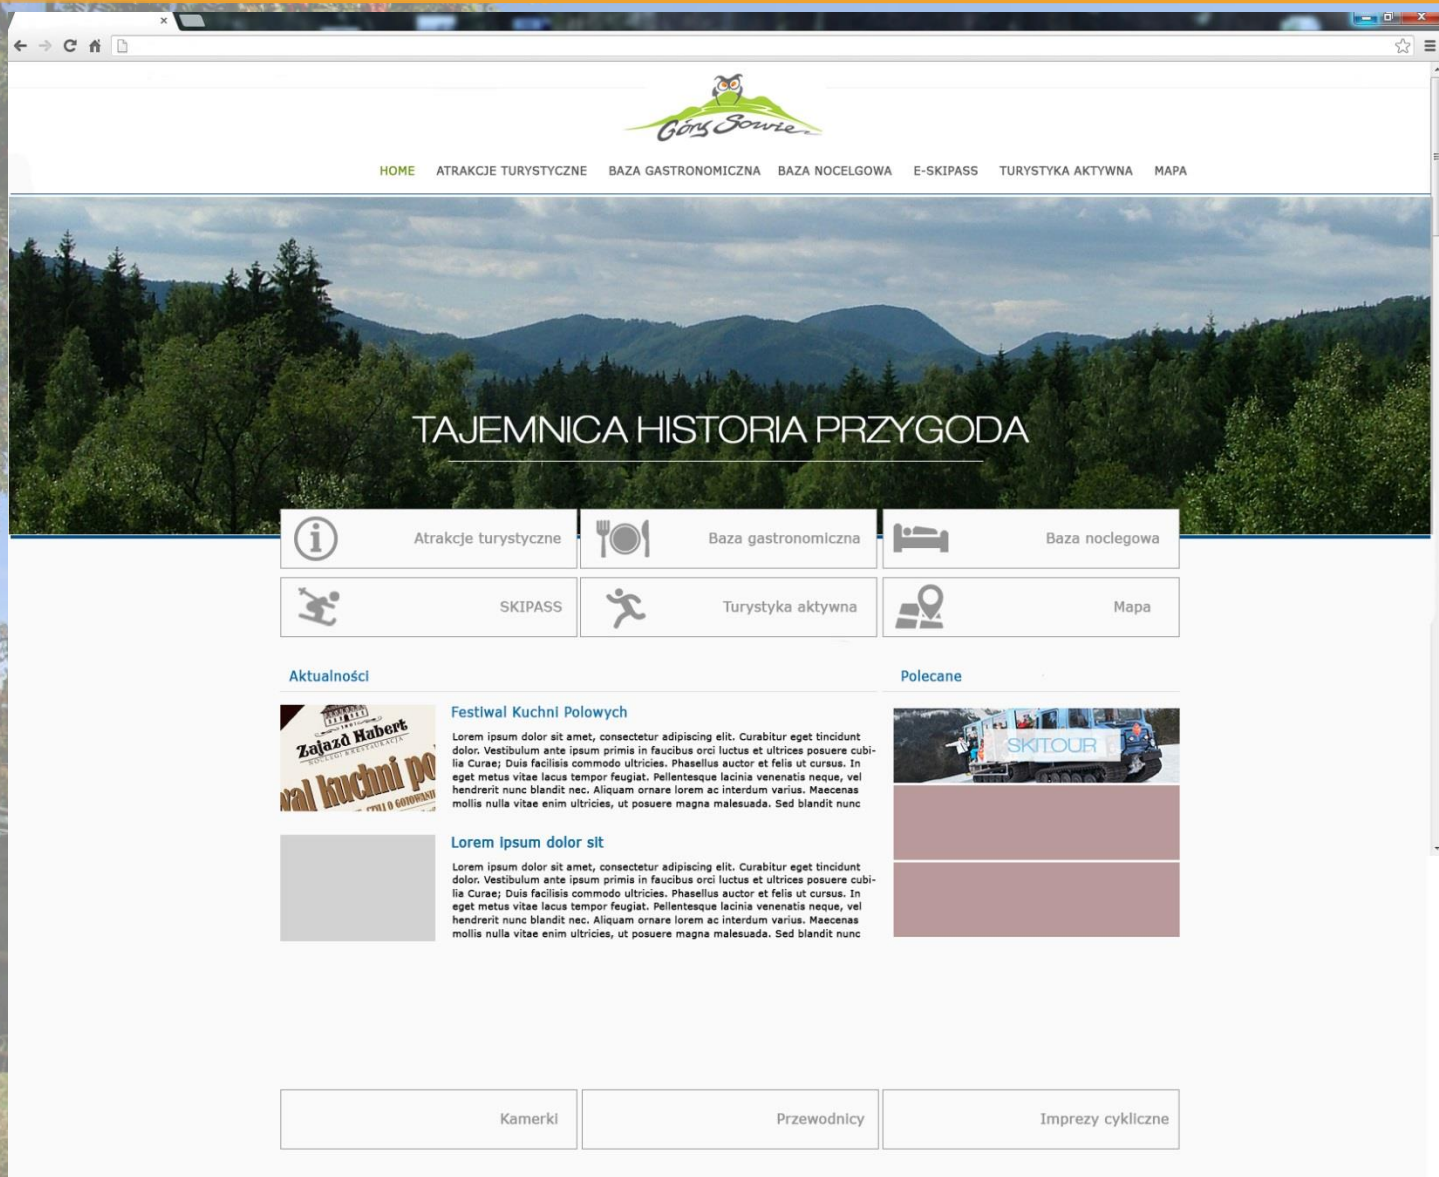 Góry Sowie
HOME ATRAKCJE TURYSTYCZNE BAZA GASTRONOMICZNA BAZA NOCELGOWA E-SKIPASS TURYSTYKA AKTYWNA MAPA
TAJEMNICA HISTORIA PRZYGODA
Atrakcje turystyczne
Baza gastronomiczna
Baza noclegowa
SKIPASS
Turystyka aktywna
Mapa
Aktualności
Zajazd Hubert
NOCLEGI RESTAURACJA
wal kuchni po
CZYLI O GOTOWANIU
Festiwal Kuchni Polowych
Lorem ipsum dolor sit amet, consectetur adipiscing elit. Curabitur eget tincidunt
dolor. Vestibulum ante ipsum primis in faucibus orci luctus et ultrices posuere cubi-
lia Curae; Duis facilisis commodo ultricies. Phasellus auctor et felis ut cursus. In
eget metus vitae lacus tempor feugiat. Pellentesque lacinia venenatis neque, vel
hendrerit nunc blandit nec. Aliquam ornare lorem ac interdum varius. Maecenas
mollis nulla vitae enim ultricies, ut posuere magna malesuada. Sed blandit nunc
Lorem ipsum dolor sit
Lorem ipsum dolor sit amet, consectetur adipiscing elit. Curabitur eget tincidunt
dolor. Vestibulum ante ipsum primis in faucibus orci luctus et ultrices posuere cubi-
lia Curae; Duis facilisis commodo ultricies. Phasellus auctor et felis ut cursus. In
eget metus vitae lacus tempor feugiat. Pellentesque lacinia venenatis neque, vel
hendrerit nunc blandit nec. Aliquam ornare lorem ac interdum varius. Maecenas
mollis nulla vitae enim ultricies, ut posuere magna malesuada. Sed blandit nunc
Polecane
SKITOUR
Kamerki
Przewodnicy
Imprezy cykliczne